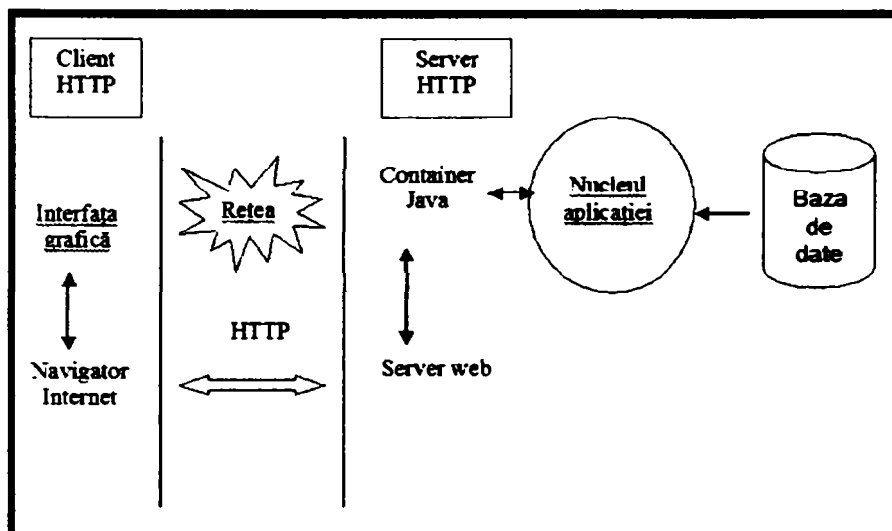 Client
HTTP
Server
HTTP
Interfața
grafică
Rețea
Container
Java
Nucleul
aplicației
Baza
de
date
HTTP
Navigator
Internet
Server web